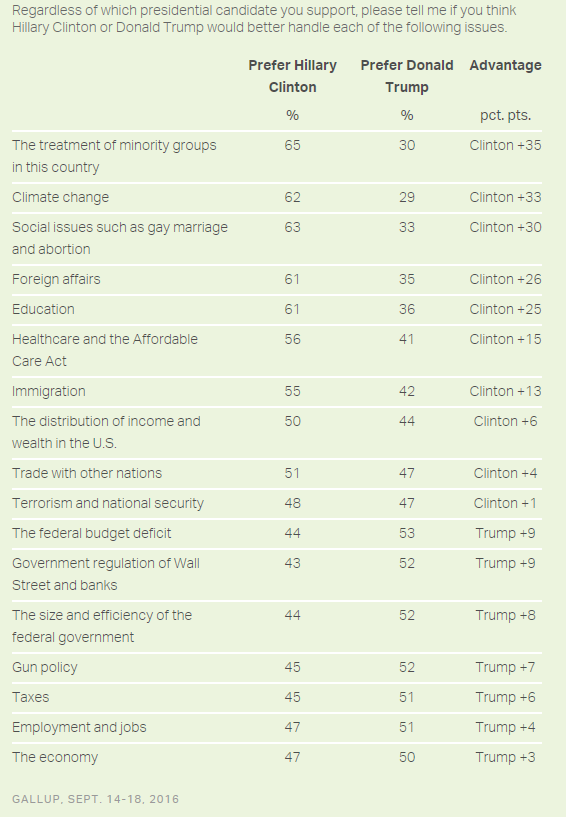 Regardless of which presidential candidate you support, please tell me if you think
Hillary Clinton or Donald Trump would better handle each of the following issues.
Prefer Hillary Clinton Prefer Donald Trump Advantage
% % pct. pts.
The treatment of minority groups in this country 65 30 Clinton +35
Climate change 62 29 Clinton +33
Social issues such as gay marriage and abortion 63 33 Clinton +30
Foreign affairs 61 35 Clinton +26
Education 61 36 Clinton +25
Healthcare and the Affordable Care Act 56 41 Clinton +15
Immigration 55 42 Clinton +13
The distribution of income and wealth in the U.S. 50 44 Clinton +6
Trade with other nations 51 47 Clinton +4
Terrorism and national security 48 47 Clinton +1
The federal budget deficit 44 53 Trump +9
Government regulation of Wall Street and banks 43 52 Trump +9
The size and efficiency of the federal government 44 52 Trump +8
Gun policy 45 52 Trump +7
Taxes 45 51 Trump +6
Employment and jobs 47 51 Trump +4
The economy 47 50 Trump +3
GALLUP, SEPT. 14-18, 2016